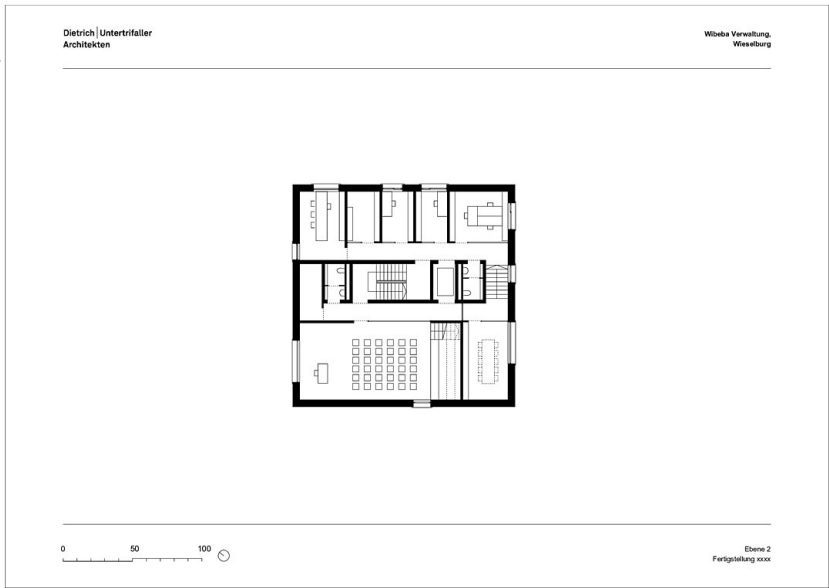 Dietrich|Untertrifaller
Architekten
Wibeba Verwaltung,
Wieselburg
0 50 100
Ebene 2
Fertigstellung xxxx